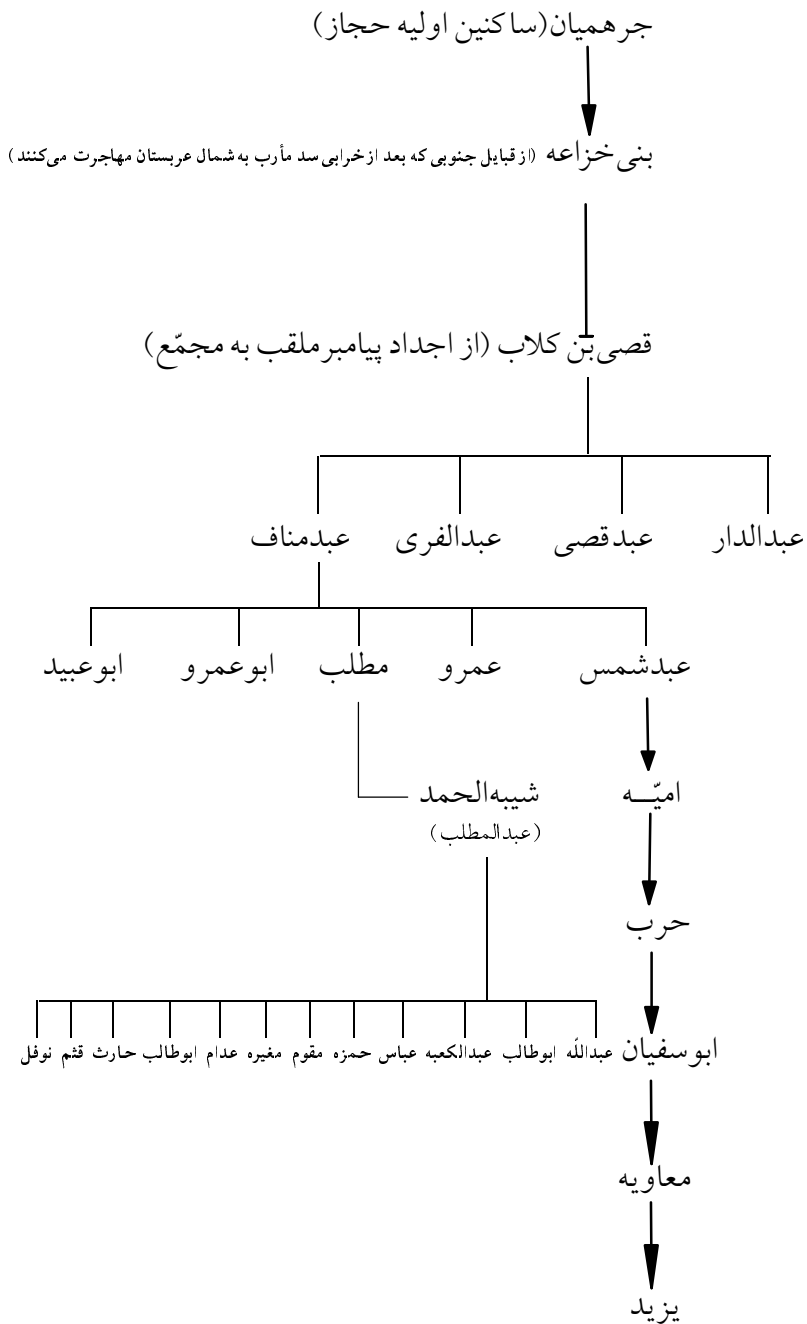 جرهمیان(ساکنین اولیه حجاز)
بنی‌خزاعه (از قبایل جنوبی که بعد از خرابی سد مأرب به شمال عربستان مهاجرت می‌کنند)
قصی‌بن کلاب (از اجداد پیامبر ملقب به مجمّع)
عبدالدار عبدقصی عبدالفری عبدمناف
عبدشمس عمرو مطلب ابوعمرو ابوعبید
امیّـه شیبه‌الحمد
(عبدالمطلب)
حرب
ابوسفیان عبداللّه ابوطالب عبدالکعبه عباس حمزه مقوم مغیره عدام ابوطالب حارث قثم نوفل
معاویه
یزید